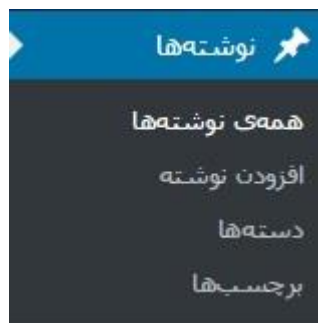 نوشته‌ها
همه‌ی نوشته‌ها
افزودن نوشته
دسته‌ها
برچسب‌ها